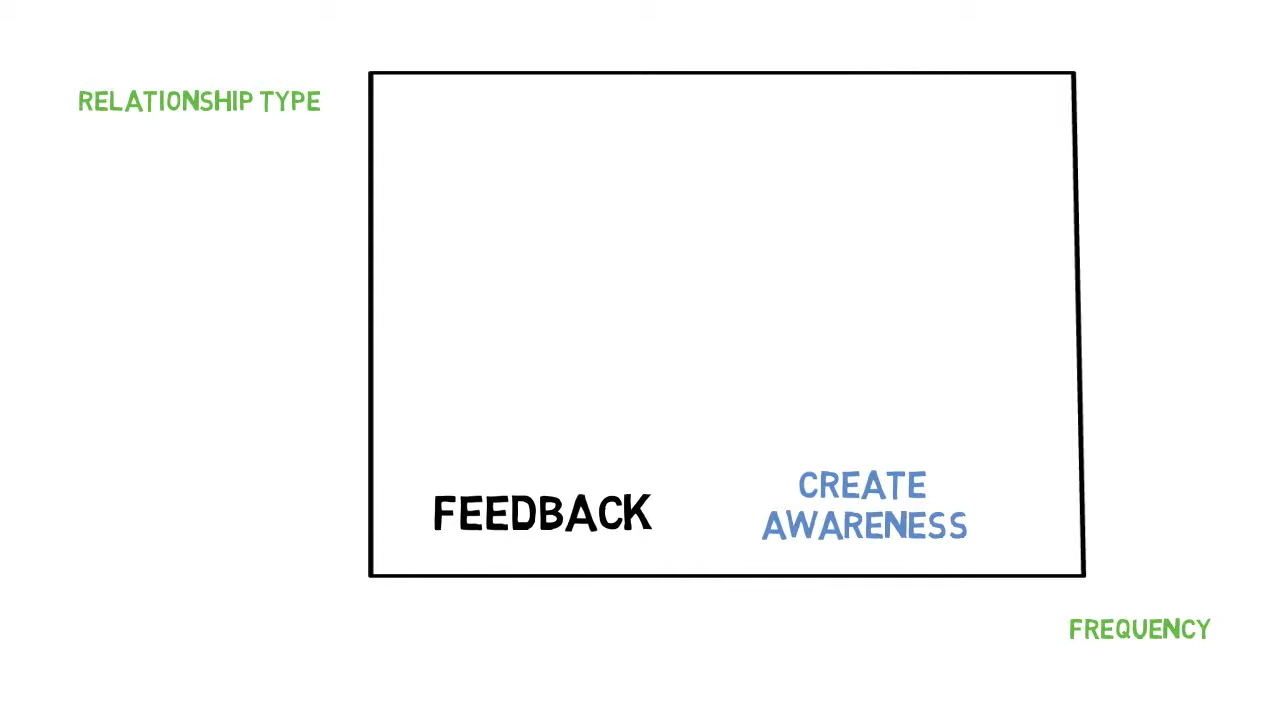 RELATIONSHIP TYPE
FEEDBACK
CREATE
AWARENESS
FREQUENCY